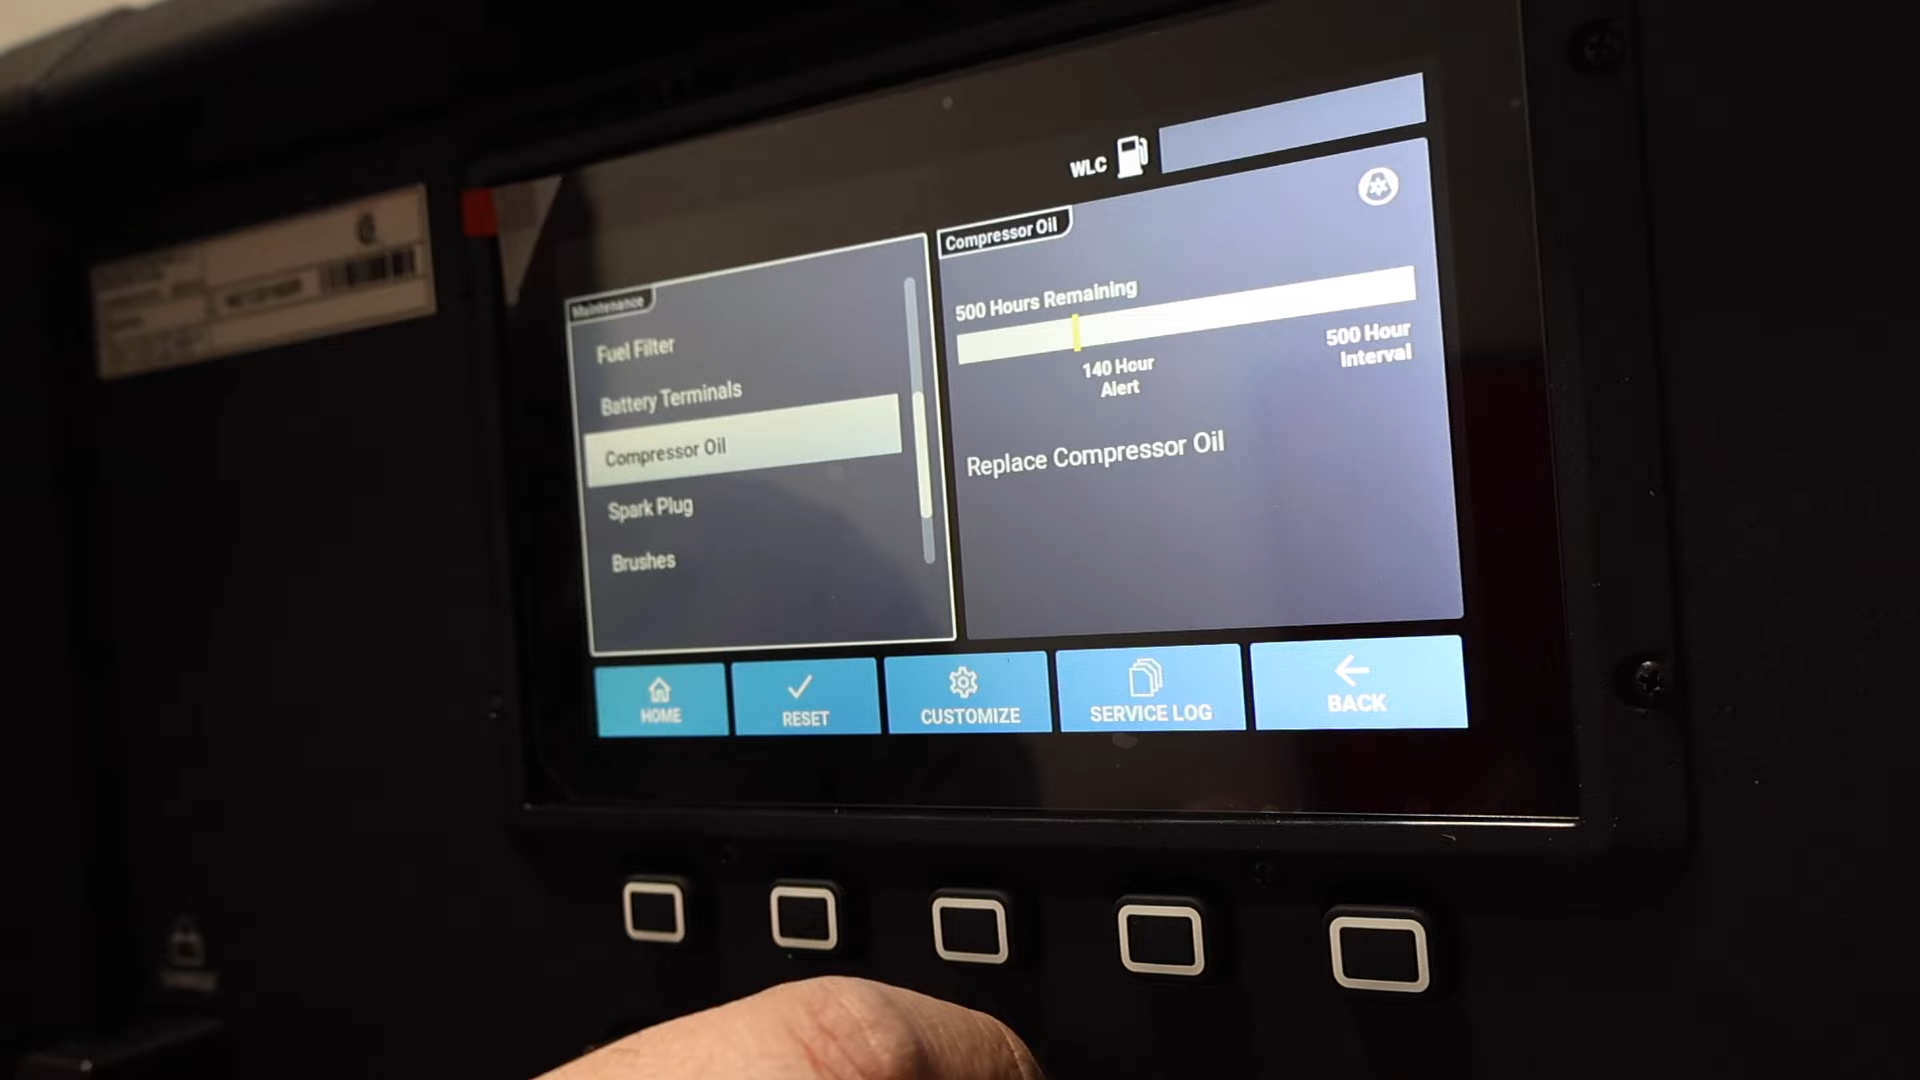 WLC
Maintenance
Fuel Filter
Battery Terminals
Compressor Oil
Spark Plug
Brushes
Compressor Oil
500 Hours Remaining
140 Hour
Alert
500 Hour
Interval
Replace Compressor Oil
HOME
RESET
CUSTOMIZE
SERVICE LOG
BACK